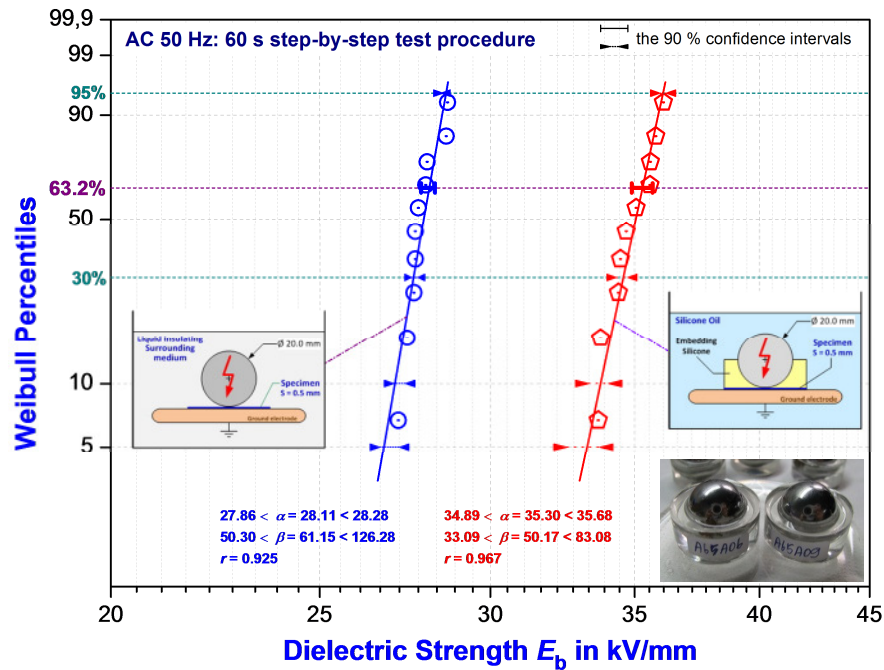 99,9
99
95%
90
63.2%
50
30%
10
5
Weibull Percentiles
AC 50 Hz: 60 s step-by-step test procedure
the 90 % confidence intervals
Liquid Insulating
Surrounding
medium
Ø 20.0 mm
Specimen
S = 0.5 mm
Ground electrode
Silicone Oil
Ø 20.0 mm
Embedding
Silicone
Specimen
S = 0.5 mm
Ground electrode
27.86 < α = 28.11 < 28.28
50.30 < β = 61.15 < 126.28
r = 0.925
34.89 < α = 35.30 < 35.68
33.09 < β = 50.17 < 83.08
r = 0.967
A65A06
A65A09
20 25 30 35 40 45
Dielectric Strength Eb in kV/mm